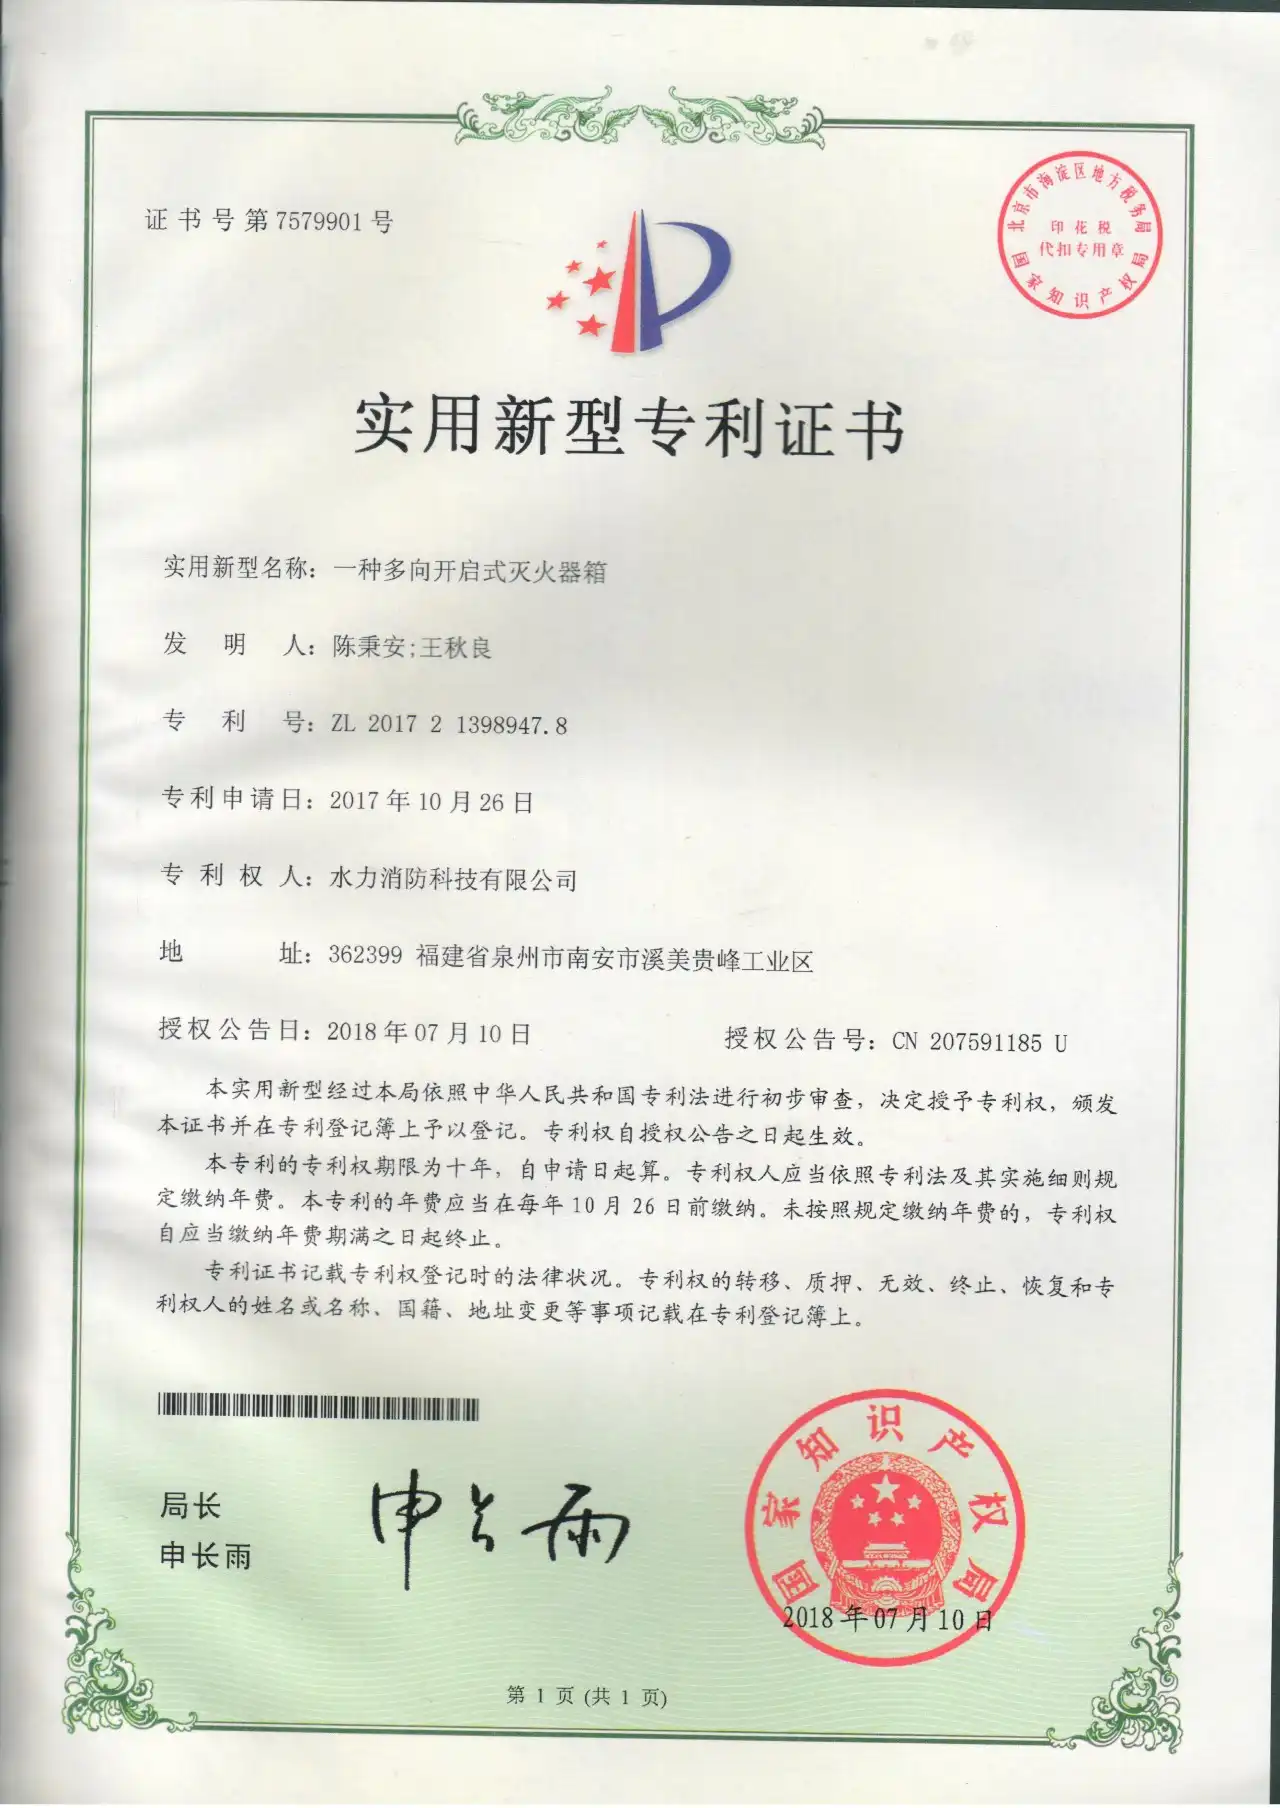 证书号第7579901号
北京市海淀区地方税务局
印花税
代扣专用章
国家知识产权局
实用新型专利证书
实用新型名称：一种多向开启式灭火器箱
发明人：陈秉安;王秋良
专利号：ZL 2017 2 1398947.8
专利申请日：2017年10月26日
专利权人：水力消防科技有限公司
地址：362399 福建省泉州市南安市溪美贵峰工业区
授权公告日：2018年07月10日 授权公告号：CN 207591185 U
本实用新型经过本局依照中华人民共和国专利法进行初步审查，决定授予专利权，颁发
本证书并在专利登记簿上予以登记。专利权自授权公告之日起生效。
本专利的专利权期限为十年，自申请日起算。专利权人应当依照专利法及其实施细则规
定缴纳年费。本专利的年费应当在每年10月26日前缴纳。未按照规定缴纳年费的，专利权
自应当缴纳年费期满之日起终止。
专利证书记载专利权登记时的法律状况。专利权的转移、质押、无效、终止、恢复和专
利权人的姓名或名称、国籍、地址变更等事项记载在专利登记簿上。
局长
申长雨
申长雨
国家知识产权局
2018年07月10日
第 1 页 (共 1 页)